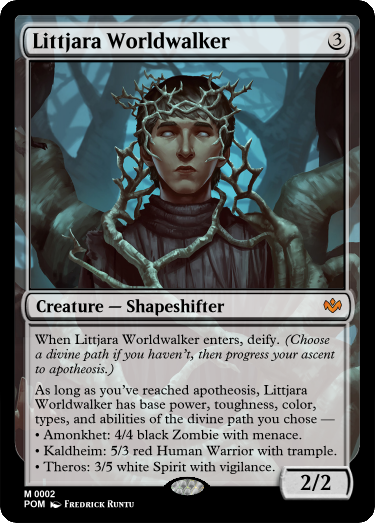 Littjara Worldwalker 3
Creature — Shapeshifter
When Littjara Worldwalker enters, deify. (Choose
a divine path if you haven't, then progress your ascent
to apotheosis.)
As long as you've reached apotheosis, Littjara
Worldwalker has base power, toughness, color,
types, and abilities of the divine path you chose —
• Amonkhet: 4/4 black Zombie with menace.
• Kaldheim: 5/3 red Human Warrior with trample.
• Theros: 3/5 white Spirit with vigilance.
2/2
M 0002
POM Fredrick Runtu